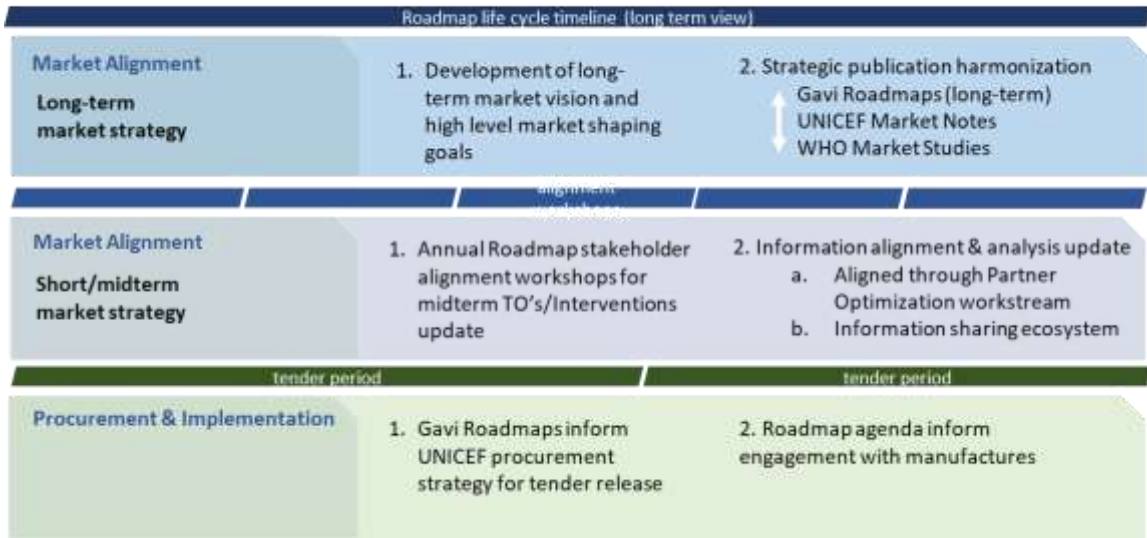 Roadmap life cycle timeline (long term view)
Market Alignment
Long-term
market strategy
1. Development of long-
term market vision and
high level market shaping
goals
2. Strategic publication harmonization
Gavi Roadmaps (long-term)
UNICEF Market Notes
WHO Market Studies
alignment
Market Alignment
Short/midterm
market strategy
1. Annual Roadmap stakeholder
alignment workshops for
midterm TO's/Interventions
update
2. Information alignment & analysis update
a. Aligned through Partner
Optimization workstream
b. Information sharing ecosystem
tender period
tender period
Procurement & Implementation
1. Gavi Roadmaps inform
UNICEF procurement
strategy for tender release
2. Roadmap agenda inform
engagement with manufactures